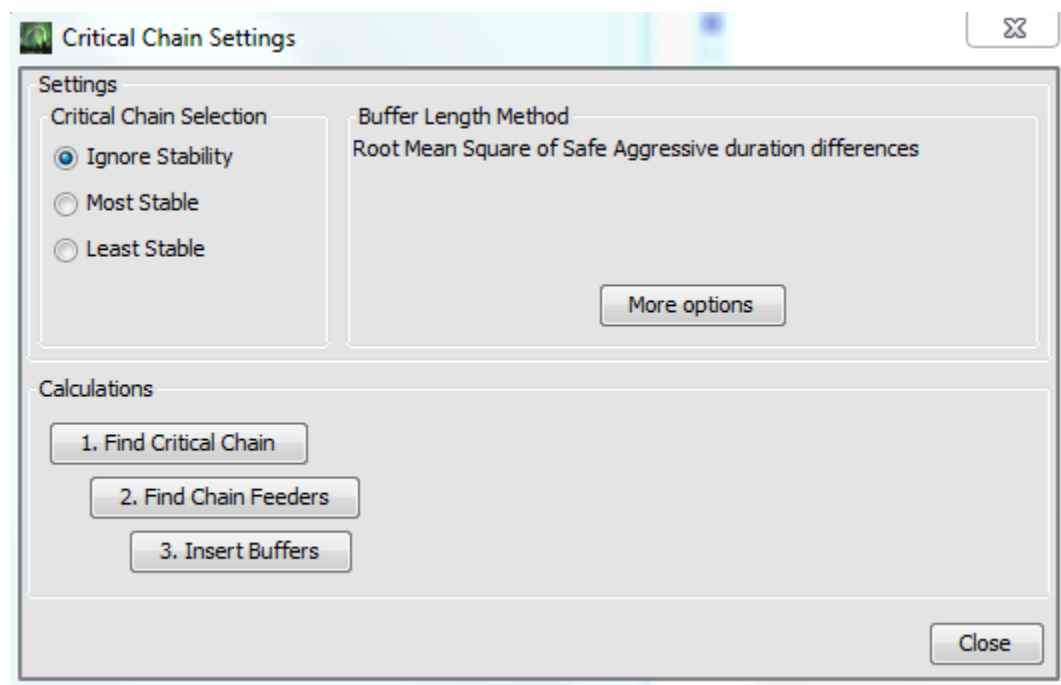 Critical Chain Settings
Settings
Critical Chain Selection
Ignore Stability
Most Stable
Least Stable
Buffer Length Method
Root Mean Square of Safe Aggressive duration differences
More options
Calculations
1. Find Critical Chain
2. Find Chain Feeders
3. Insert Buffers
Close